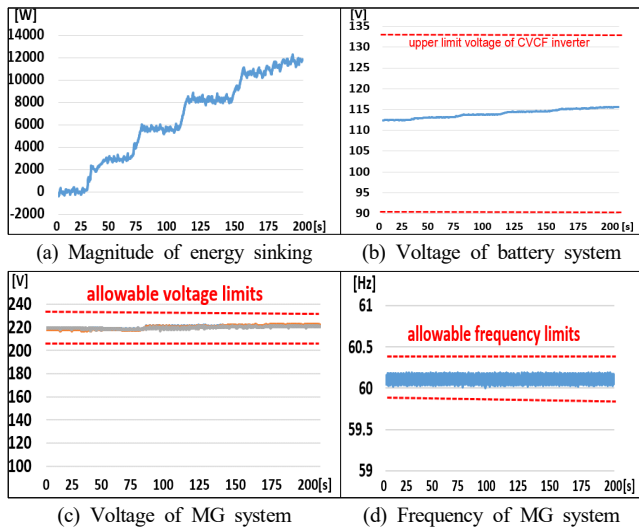 [W]
14000
12000
10000
8000
6000
4000
2000
0
-2000
0 25 50 75 100 125 150 175 200[s]
(a) Magnitude of energy sinking
[V]
135
130
125
120
115
110
105
100
95
90
upper limit voltage of CVCF inverter
0 25 50 75 100 125 150 175 200[s]
(b) Voltage of battery system
[V]
240
220
200
180
160
140
120
100
allowable voltage limits
0 25 50 75 100 125 150 175 200[s]
(c) Voltage of MG system
[Hz]
61
60.5
60
59.5
59
allowable frequency limits
0 25 50 75 100 125 150 175 200[s]
(d) Frequency of MG system